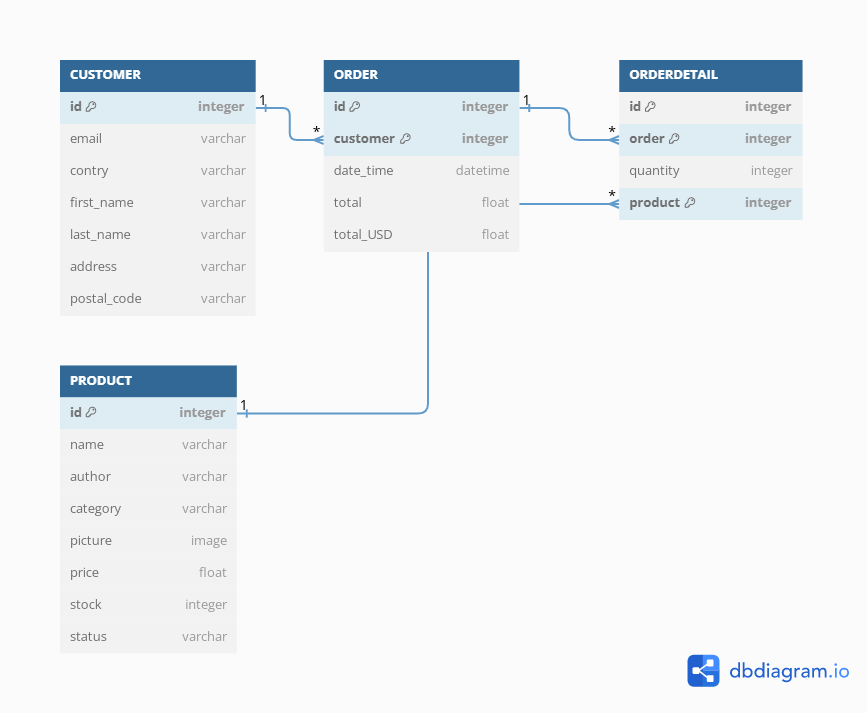 CUSTOMER
id integer
email varchar
contry varchar
first_name varchar
last_name varchar
address varchar
postal_code varchar
1
*
ORDER
id integer
customer integer
date_time datetime
total float
total_USD float
1
*
*
ORDERDETAIL
id integer
order integer
quantity integer
product integer
PRODUCT
id integer
name varchar
author varchar
category varchar
picture image
price float
stock integer
status varchar
1
dbdiagram.io